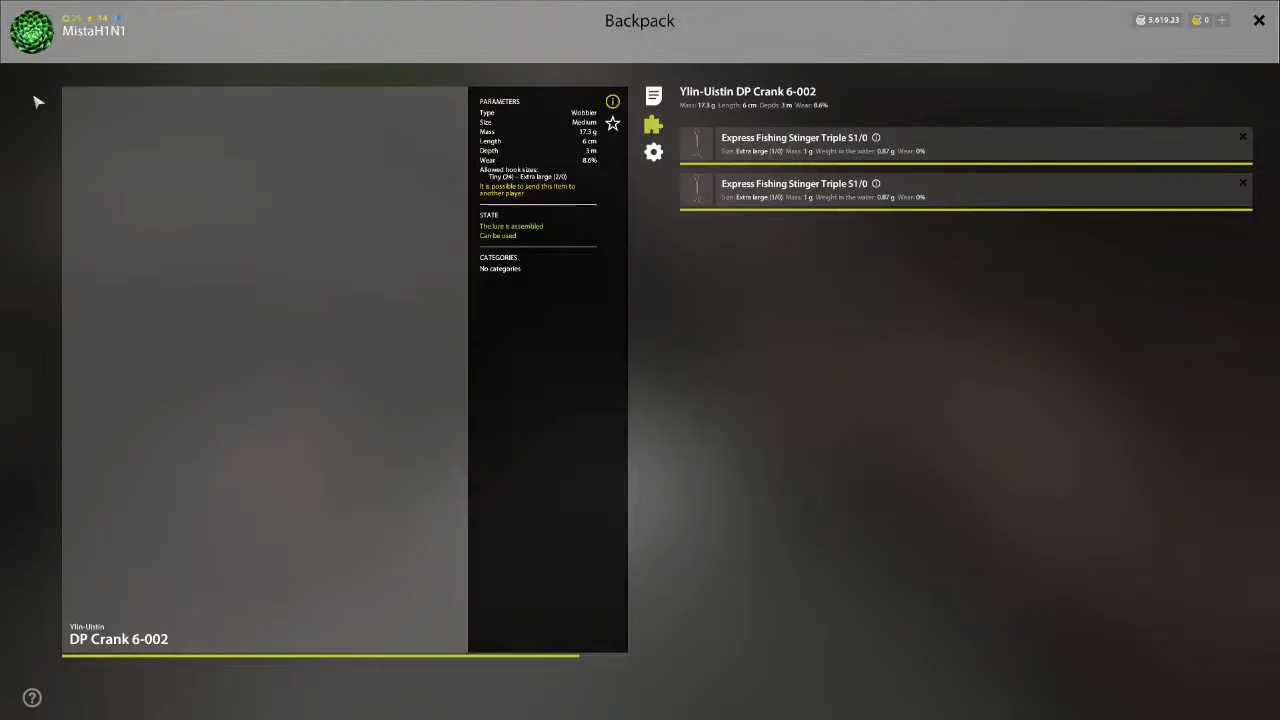 25 14
MistaH1N1
Backpack
5,619.23 0 +
PARAMETERS
Type Wobbler
Size Medium
Mass 17.3 g
Length 6 cm
Depth 3 m
Wear 8.6%
Allowed hook sizes:
Tiny (24) – Extra large (2/0)
It is possible to send this item to
another player
STATE
The lure is assembled
Can be used
CATEGORIES
No categories
Ylin-Uistin
DP Crank 6-002
Ylin-Uistin DP Crank 6-002
Mass: 17.3 g Length: 6 cm Depth: 3 m Wear: 8.6%
Express Fishing Stinger Triple S1/0
Size: Extra large (1/0) Mass: 1 g Weight in the water: 0.87 g Wear: 0%
Express Fishing Stinger Triple S1/0
Size: Extra large (1/0) Mass: 1 g Weight in the water: 0.87 g Wear: 0%